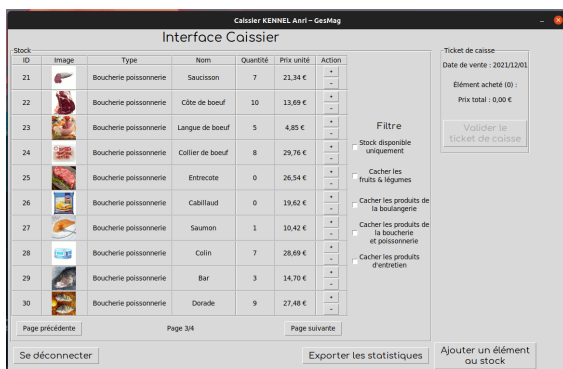 Caissier KENNEL Anri – GesMag
Interface Caissier
Stock
ID Image Type Nom Quantité Prix unité Action
21 Boucherie poissonnerie Saucisson 7 21,34 € + -
22 Boucherie poissonnerie Côte de boeuf 10 13,69 € + -
23 Boucherie poissonnerie Langue de boeuf 5 4,85 € + -
24 Boucherie poissonnerie Collier de boeuf 8 29,76 € + -
25 Boucherie poissonnerie Entrecote 0 26,54 € + -
26 Boucherie poissonnerie Cabillaud 0 19,62 € + -
27 Boucherie poissonnerie Saumon 1 10,42 € + -
28 Boucherie poissonnerie Colin 7 28,69 € + -
29 Boucherie poissonnerie Bar 3 14,70 € + -
30 Boucherie poissonnerie Dorade 9 27,48 € + -
Page précédente Page 3/4 Page suivante
Filtre
Stock disponible
uniquement
Cacher les
fruits & légumes
Cacher les produits de
la boulangerie
Cacher les produits de
la boucherie
et poissonnerie
Cacher les produits
d'entretien
Ticket de caisse
Date de vente : 2021/12/01
Élément acheté (0) :
Prix total : 0,00 €
Valider le
ticket de caisse
Se déconnecter
Exporter les statistiques
Ajouter un élément
au stock